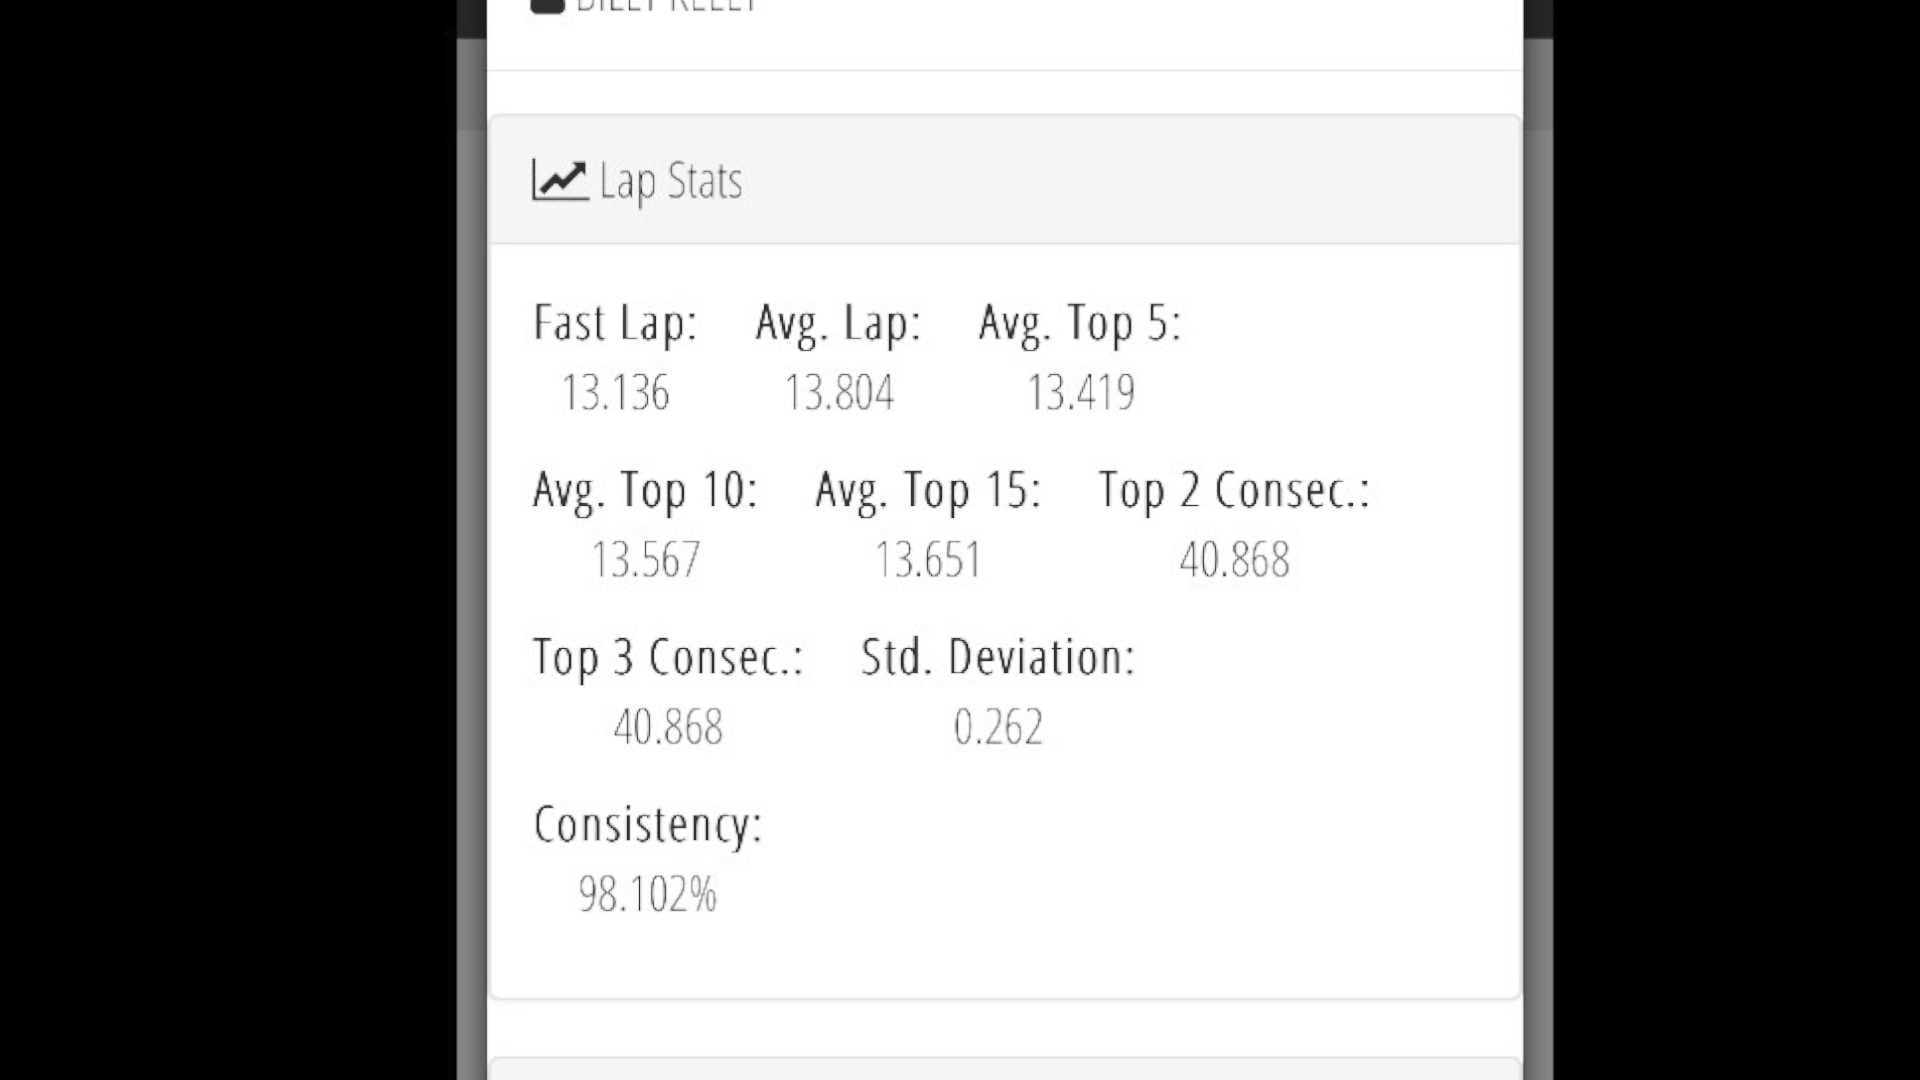 Lap Stats
Fast Lap: Avg. Lap: Avg. Top 5:
13.136 13.804 13.419
Avg. Top 10: Avg. Top 15: Top 2 Consec.:
13.567 13.651 40.868
Top 3 Consec.: Std. Deviation:
40.868 0.262
Consistency:
98.102%